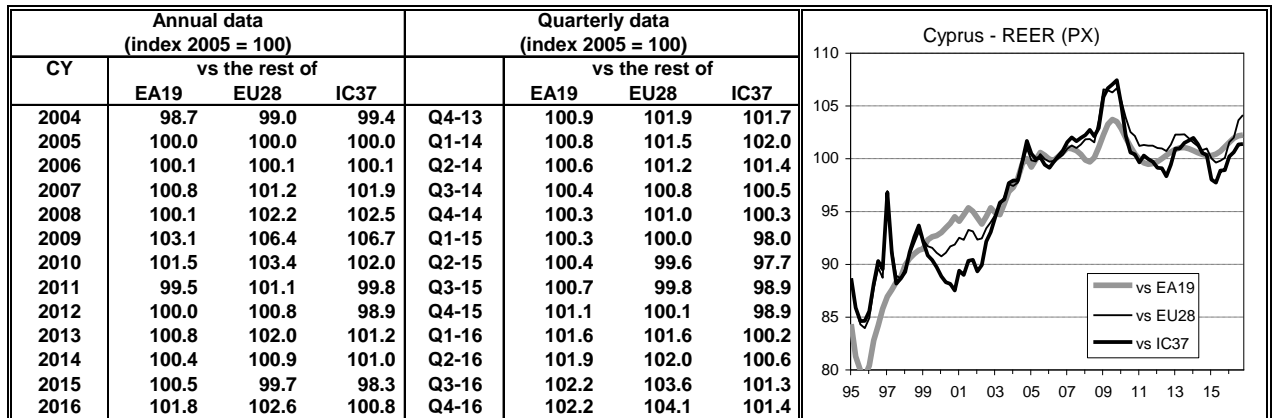 Annual data Quarterly data
(index 2005 = 100) (index 2005 = 100)
CY vs the rest of vs the rest of
EA19 EU28 IC37 EA19 EU28 IC37
2004 98.7 99.0 99.4 Q4-13 100.9 101.9 101.7
2005 100.0 100.0 100.0 Q1-14 100.8 101.5 102.0
2006 100.1 100.1 100.1 Q2-14 100.6 101.2 101.4
2007 100.8 101.2 101.9 Q3-14 100.4 100.8 100.5
2008 100.1 102.2 102.5 Q4-14 100.3 101.0 100.3
2009 103.1 106.4 106.7 Q1-15 100.3 100.0 98.0
2010 101.5 103.4 102.0 Q2-15 100.4 99.6 97.7
2011 99.5 101.1 99.8 Q3-15 100.7 99.8 98.9
2012 100.0 100.8 98.9 Q4-15 101.1 100.1 98.9
2013 100.8 102.0 101.2 Q1-16 101.6 101.6 100.2
2014 100.4 100.9 101.0 Q2-16 101.9 102.0 100.6
2015 100.5 99.7 98.3 Q3-16 102.2 103.6 101.3
2016 101.8 102.6 100.8 Q4-16 102.2 104.1 101.4
Cyprus - REER (PX)
110
105
100
95
90
85
80
95 97 99 01 03 05 07 09 11 13 15
vs EA19
vs EU28
vs IC37